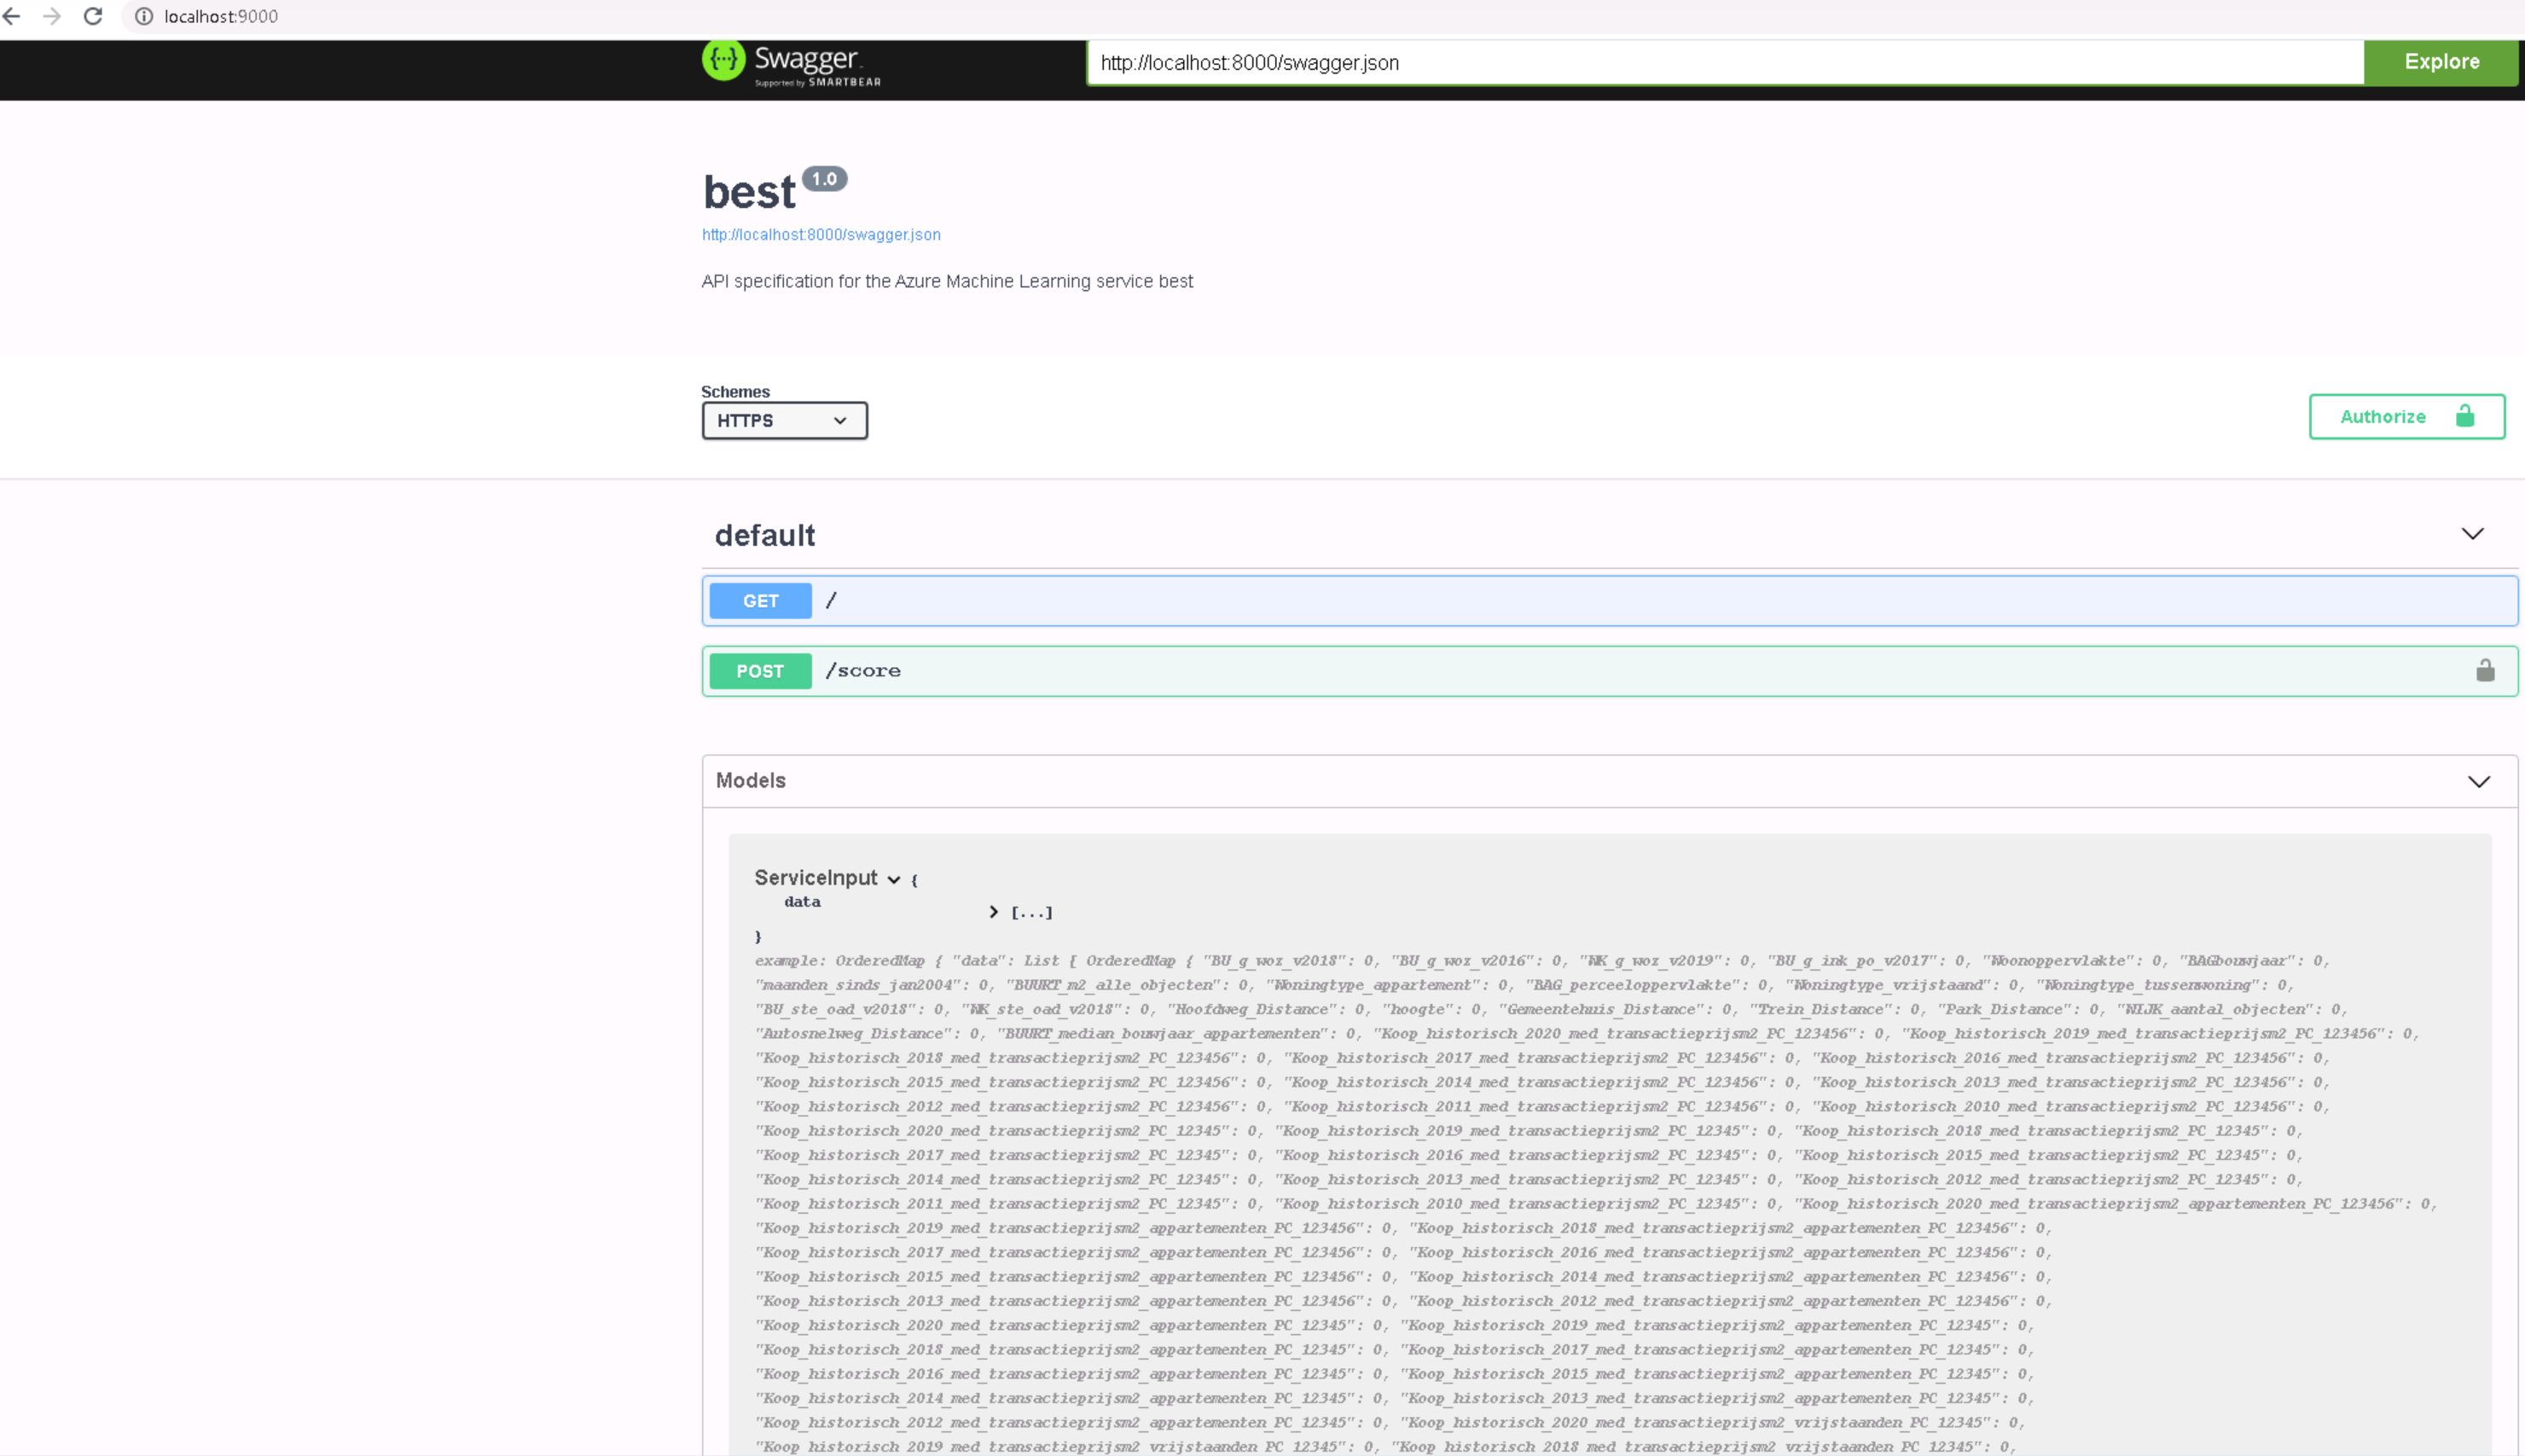 localhost:9000
Swagger
Supported by SMARTBEAR
http://localhost:8000/swagger.json
Explore
best 1.0
http://localhost:8000/swagger.json
API specification for the Azure Machine Learning service best
Schemes
HTTPS
Authorize
default
GET /
POST /score
Models
ServiceInput {
data
[...]
}
example: OrderedMap { "data": List [ OrderedMap { "BU_g_woz_v2018": 0, "BU_g_woz_v2016": 0, "WK_g_woz_v2019": 0, "BU_g_ink_po_v2017": 0, "Woonoppervlakte": 0, "BAGbouwjaar": 0,
"maanden_sinds_jan2004": 0, "BUURT_m2_alle_objecten": 0, "Woningtype_appartement": 0, "BAG_perceeloppervlakte": 0, "Woningtype_vrijstaand": 0, "Woningtype_tussenwoning": 0,
"BU_ste_oad_v2018": 0, "WK_ste_oad_v2018": 0, "Hoofdweg_Distance": 0, "hoogte": 0, "Gemeentehuis_Distance": 0, "Trein_Distance": 0, "Park_Distance": 0, "WIJK_aantal_objecten": 0,
"Autosnelweg_Distance": 0, "BUURT_median_bouwjaar_appartementen": 0, "Koop_historisch_2020_med_transactieprijsm2_PC_123456": 0, "Koop_historisch_2019_med_transactieprijsm2_PC_123456": 0,
"Koop_historisch_2018_med_transactieprijsm2_PC_123456": 0, "Koop_historisch_2017_med_transactieprijsm2_PC_123456": 0, "Koop_historisch_2016_med_transactieprijsm2_PC_123456": 0,
"Koop_historisch_2015_med_transactieprijsm2_PC_123456": 0, "Koop_historisch_2014_med_transactieprijsm2_PC_123456": 0, "Koop_historisch_2013_med_transactieprijsm2_PC_123456": 0,
"Koop_historisch_2012_med_transactieprijsm2_PC_123456": 0, "Koop_historisch_2011_med_transactieprijsm2_PC_123456": 0, "Koop_historisch_2010_med_transactieprijsm2_PC_123456": 0,
"Koop_historisch_2020_med_transactieprijsm2_PC_12345": 0, "Koop_historisch_2019_med_transactieprijsm2_PC_12345": 0, "Koop_historisch_2018_med_transactieprijsm2_PC_12345": 0,
"Koop_historisch_2017_med_transactieprijsm2_PC_12345": 0, "Koop_historisch_2016_med_transactieprijsm2_PC_12345": 0, "Koop_historisch_2015_med_transactieprijsm2_PC_12345": 0,
"Koop_historisch_2014_med_transactieprijsm2_PC_12345": 0, "Koop_historisch_2013_med_transactieprijsm2_PC_12345": 0, "Koop_historisch_2012_med_transactieprijsm2_PC_12345": 0,
"Koop_historisch_2011_med_transactieprijsm2_PC_12345": 0, "Koop_historisch_2010_med_transactieprijsm2_PC_12345": 0, "Koop_historisch_2020_med_transactieprijsm2_appartementen_PC_123456": 0,
"Koop_historisch_2019_med_transactieprijsm2_appartementen_PC_123456": 0, "Koop_historisch_2018_med_transactieprijsm2_appartementen_PC_123456": 0,
"Koop_historisch_2017_med_transactieprijsm2_appartementen_PC_123456": 0, "Koop_historisch_2016_med_transactieprijsm2_appartementen_PC_123456": 0,
"Koop_historisch_2015_med_transactieprijsm2_appartementen_PC_123456": 0, "Koop_historisch_2014_med_transactieprijsm2_appartementen_PC_123456": 0,
"Koop_historisch_2013_med_transactieprijsm2_appartementen_PC_123456": 0, "Koop_historisch_2012_med_transactieprijsm2_appartementen_PC_123456": 0,
"Koop_historisch_2020_med_transactieprijsm2_appartementen_PC_12345": 0, "Koop_historisch_2019_med_transactieprijsm2_appartementen_PC_12345": 0,
"Koop_historisch_2018_med_transactieprijsm2_appartementen_PC_12345": 0, "Koop_historisch_2017_med_transactieprijsm2_appartementen_PC_12345": 0,
"Koop_historisch_2016_med_transactieprijsm2_appartementen_PC_12345": 0, "Koop_historisch_2015_med_transactieprijsm2_appartementen_PC_12345": 0,
"Koop_historisch_2014_med_transactieprijsm2_appartementen_PC_12345": 0, "Koop_historisch_2013_med_transactieprijsm2_appartementen_PC_12345": 0,
"Koop_historisch_2012_med_transactieprijsm2_appartementen_PC_12345": 0, "Koop_historisch_2020_med_transactieprijsm2_vrijstaanden_PC_12345": 0,
"Koop_historisch_2019_med_transactieprijsm2_vrijstaanden_PC_12345": 0, "Koop_historisch_2018_med_transactieprijsm2_vrijstaanden_PC_12345": 0,